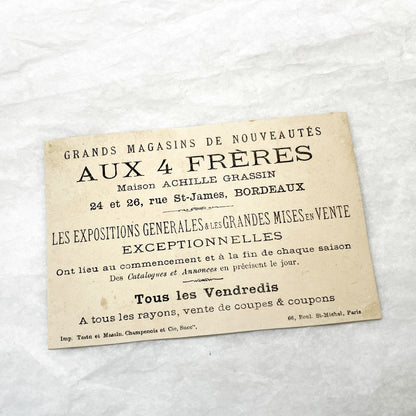 GRANDS MAGASINS DE NOUVEAUTÉS
AUX 4 FRÈRES
Maison ACHILLE GRASSIN
24 et 26, rue St-James, BORDEAUX
LES EXPOSITIONS GENERALES & LES GRANDES MISES EN VENTE
EXCEPTIONNELLES
Ont lieu au commencement et à la fin de chaque saison
Des Catalogues et Annonces en précisent le jour.
Tous les Vendredis
A tous les rayons, vente de coupes & coupons
Imp. Testu et Massin. Champenois et Cie, Succrs. 66, Boul. St-Michel, Paris